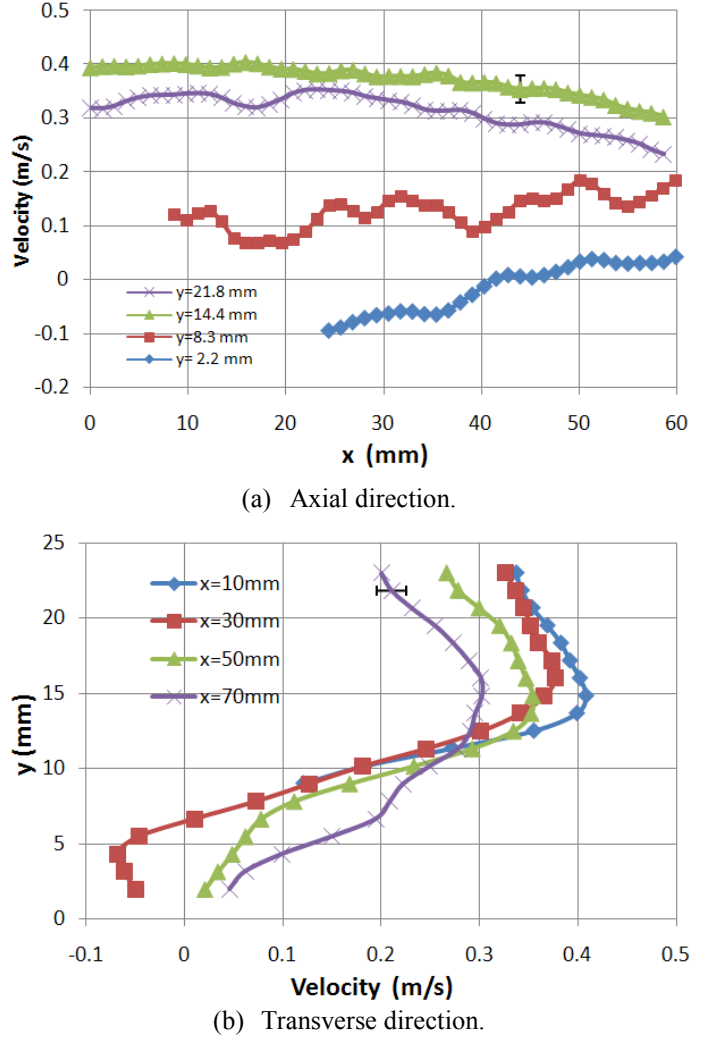 0.5
0.4
0.3
0.2
0.1
0
-0.1
-0.2
Velocity (m/s)
y=21.8 mm
y=14.4 mm
y=8.3 mm
y= 2.2 mm
0 10 20 30 40 50 60
x (mm)
(a) Axial direction.
25
20
15
10
5
0
y (mm)
x=10mm
x=30mm
x=50mm
x=70mm
-0.1 0 0.1 0.2 0.3 0.4 0.5
Velocity (m/s)
(b) Transverse direction.